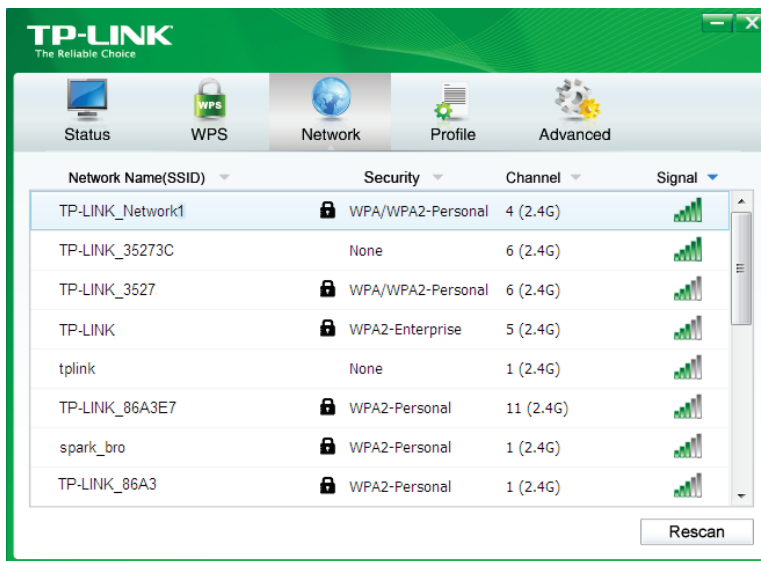 TP-LINK
The Reliable Choice
WPS
Status WPS Network Profile Advanced
Network Name(SSID) Security Channel Signal
TP-LINK_Network1 WPA/WPA2-Personal 4 (2.4G)
TP-LINK_35273C None 6 (2.4G)
TP-LINK_3527 WPA/WPA2-Personal 6 (2.4G)
TP-LINK WPA2-Enterprise 5 (2.4G)
tplink None 1 (2.4G)
TP-LINK_86A3E7 WPA2-Personal 11 (2.4G)
spark_bro WPA2-Personal 1 (2.4G)
TP-LINK_86A3 WPA2-Personal 1 (2.4G)
Rescan